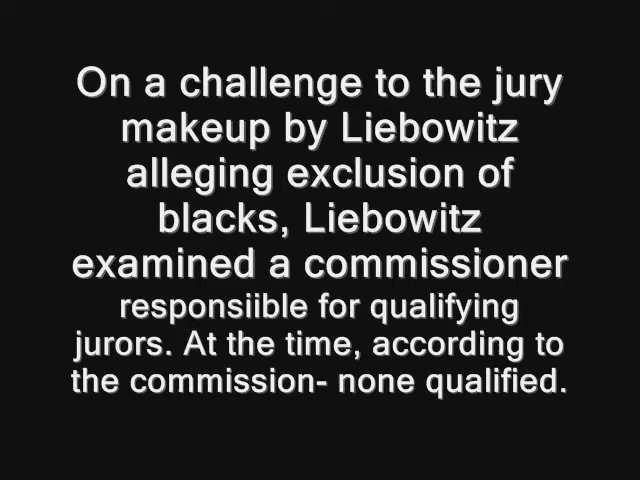 On a challenge to the jury
makeup by Liebowitz
alleging exclusion of
blacks, Liebowitz
examined a commissioner
responsiible for qualifying
jurors. At the time, according to
the commission- none qualified.